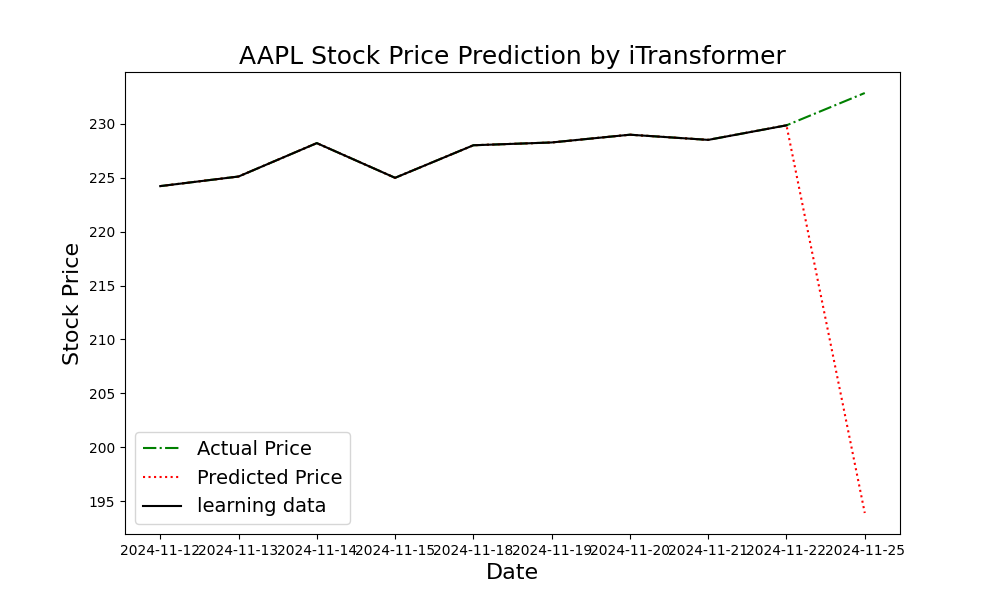 AAPL Stock Price Prediction by iTransformer
Stock Price
230
225
220
215
210
205
200
195
Actual Price
Predicted Price
learning data
2024-11-12 2024-11-13 2024-11-14 2024-11-15 2024-11-18 2024-11-19 2024-11-20 2024-11-21 2024-11-22 2024-11-25
Date